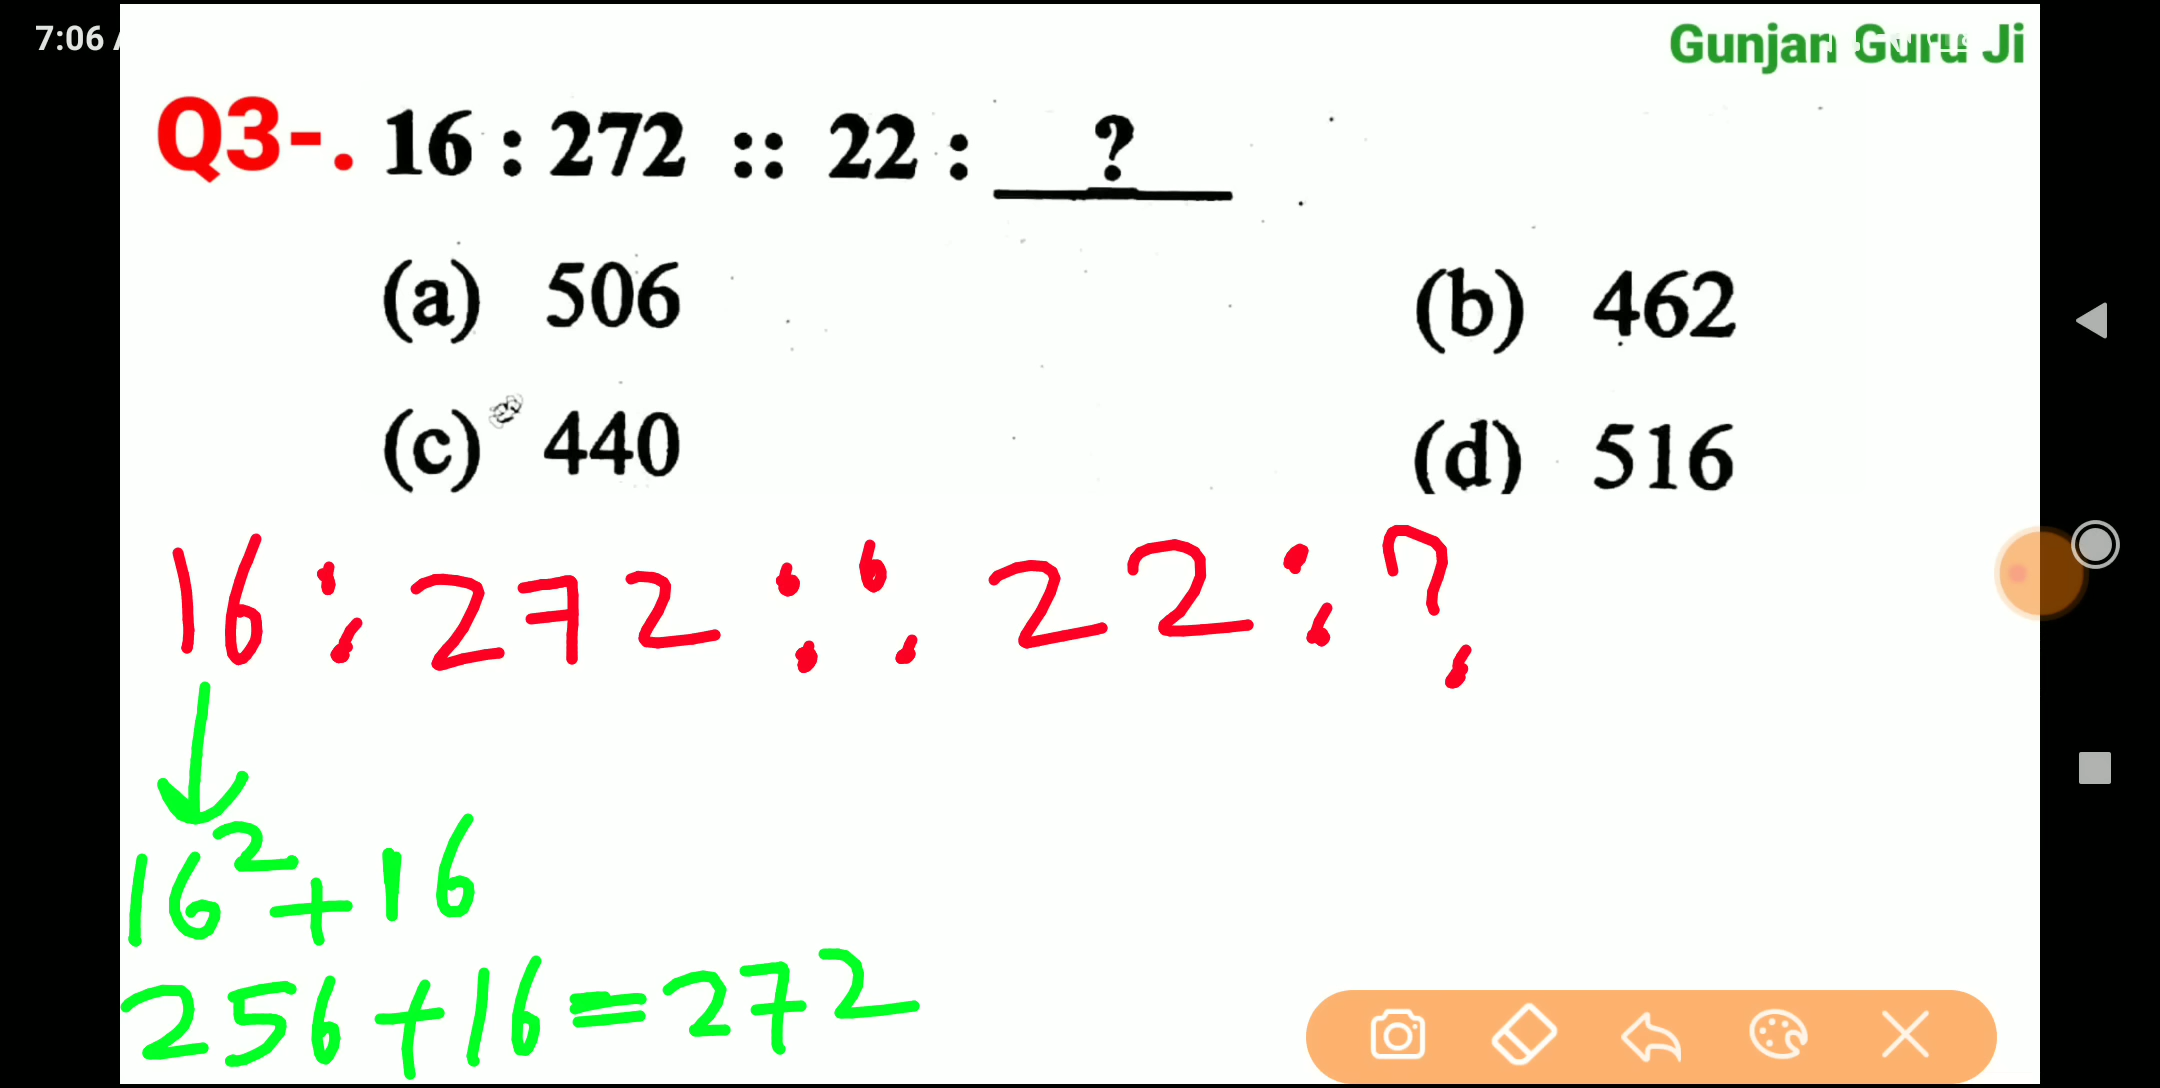 7:06
Gunjan Guru Ji
Q3-. 16 : 272 :: 22 : ?
(a) 506
(b) 462
(c) 440
(d) 516
16 : 272 :: 22 : ?
16²+16
256+16=272